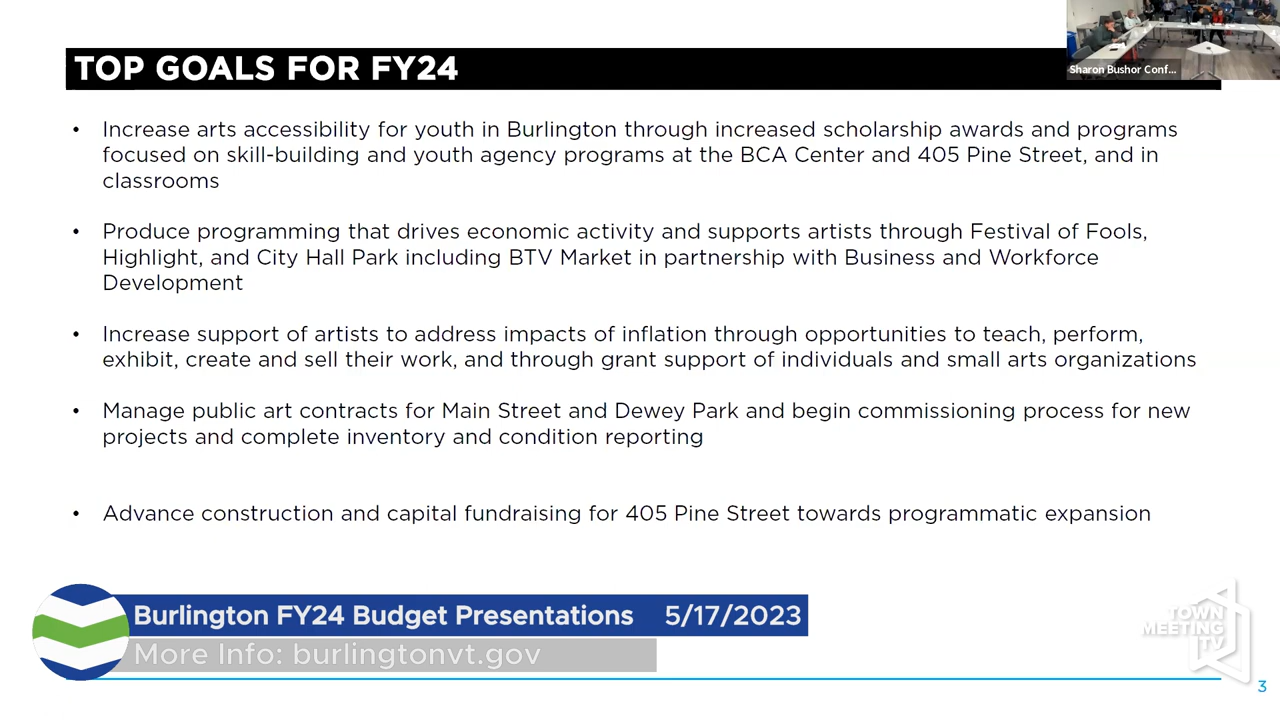 TOP GOALS FOR FY24
Sharon Bushor Conf...
• Increase arts accessibility for youth in Burlington through increased scholarship awards and programs
focused on skill-building and youth agency programs at the BCA Center and 405 Pine Street, and in
classrooms
• Produce programming that drives economic activity and supports artists through Festival of Fools,
Highlight, and City Hall Park including BTV Market in partnership with Business and Workforce
Development
• Increase support of artists to address impacts of inflation through opportunities to teach, perform,
exhibit, create and sell their work, and through grant support of individuals and small arts organizations
• Manage public art contracts for Main Street and Dewey Park and begin commissioning process for new
projects and complete inventory and condition reporting
• Advance construction and capital fundraising for 405 Pine Street towards programmatic expansion
Burlington FY24 Budget Presentations 5/17/2023
More Info: burlingtonvt.gov
TOWN
MEETING
TV
3